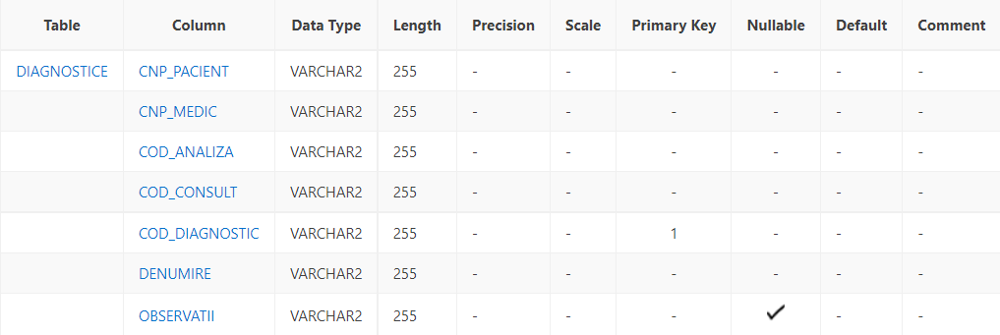 Table Column Data Type Length Precision Scale Primary Key Nullable Default Comment
DIAGNOSTICE CNP_PACIENT VARCHAR2 255 - - - - - -
CNP_MEDIC VARCHAR2 255 - - - - - -
COD_ANALIZA VARCHAR2 255 - - - - - -
COD_CONSULT VARCHAR2 255 - - - - - -
COD_DIAGNOSTIC VARCHAR2 255 - - 1 - - -
DENUMIRE VARCHAR2 255 - - - - - -
OBSERVATII VARCHAR2 255 - - - ✓ - -